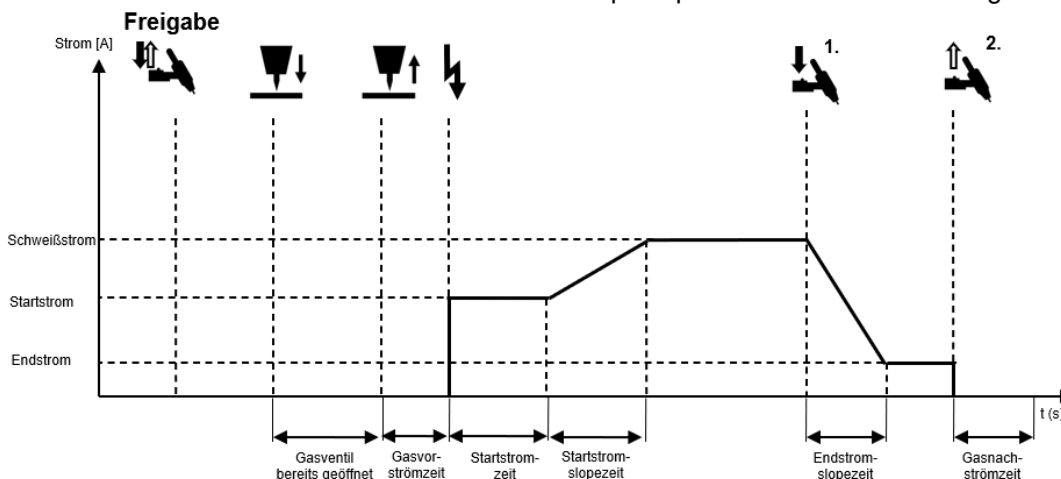 Freigabe
Strom [A]
1.
2.
Schweißstrom
Startstrom
Endstrom
t (s)
Gasventil
bereits geöffnet
Gasvor-
strömzeit
Startstrom-
zeit
Startstrom-
slopezeit
Endstrom-
slopezeit
Gasnach-
strömzeit